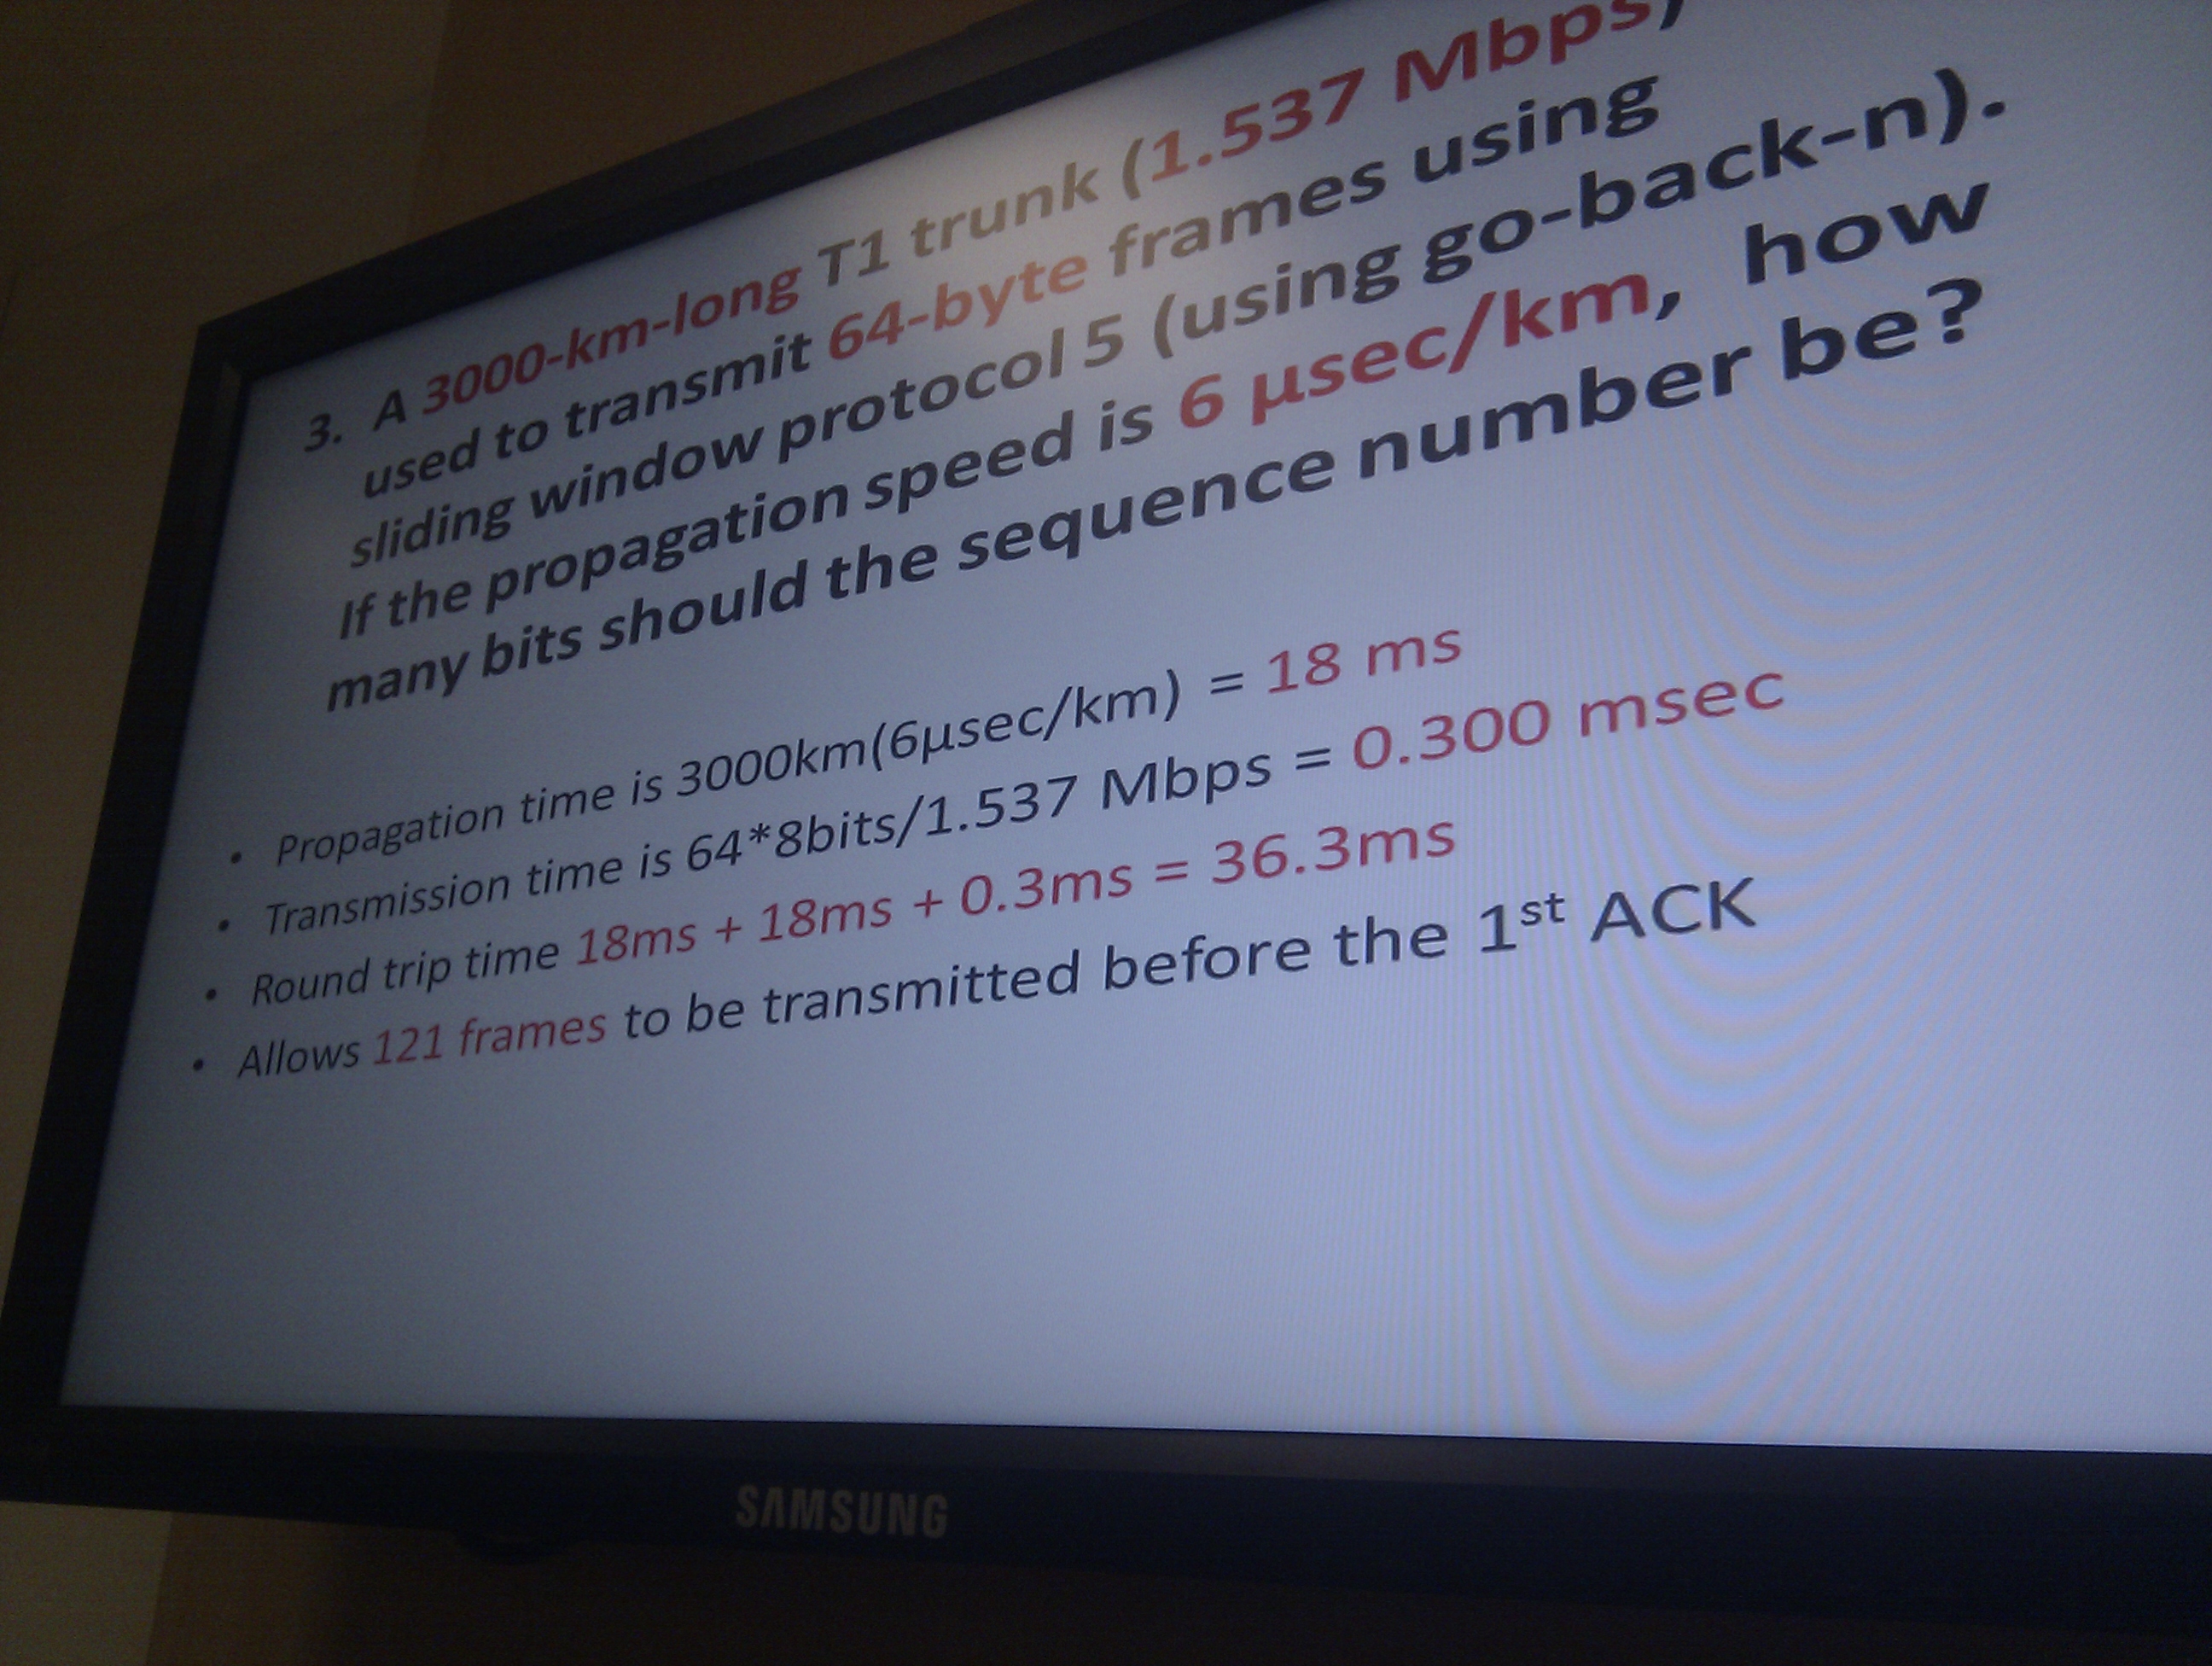 3. A 3000-km-long T1 trunk (1.537 Mbps)
used to transmit 64-byte frames using
sliding window protocol 5 (using go-back-n).
If the propagation speed is 6 µsec/km, how
many bits should the sequence number be?
• Propagation time is 3000km(6µsec/km) = 18 ms
• Transmission time is 64*8bits/1.537 Mbps = 0.300 msec
• Round trip time 18ms + 18ms + 0.3ms = 36.3ms
• Allows 121 frames to be transmitted before the 1st ACK
SAMSUNG